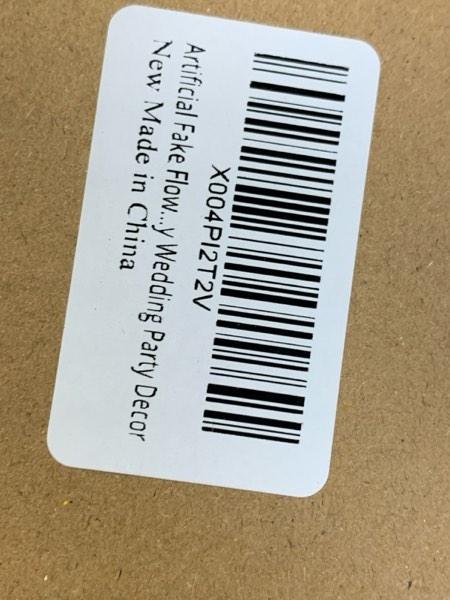 X004PI2T2V
Artificial Fake Flow...y Wedding Party Decor
New Made in China